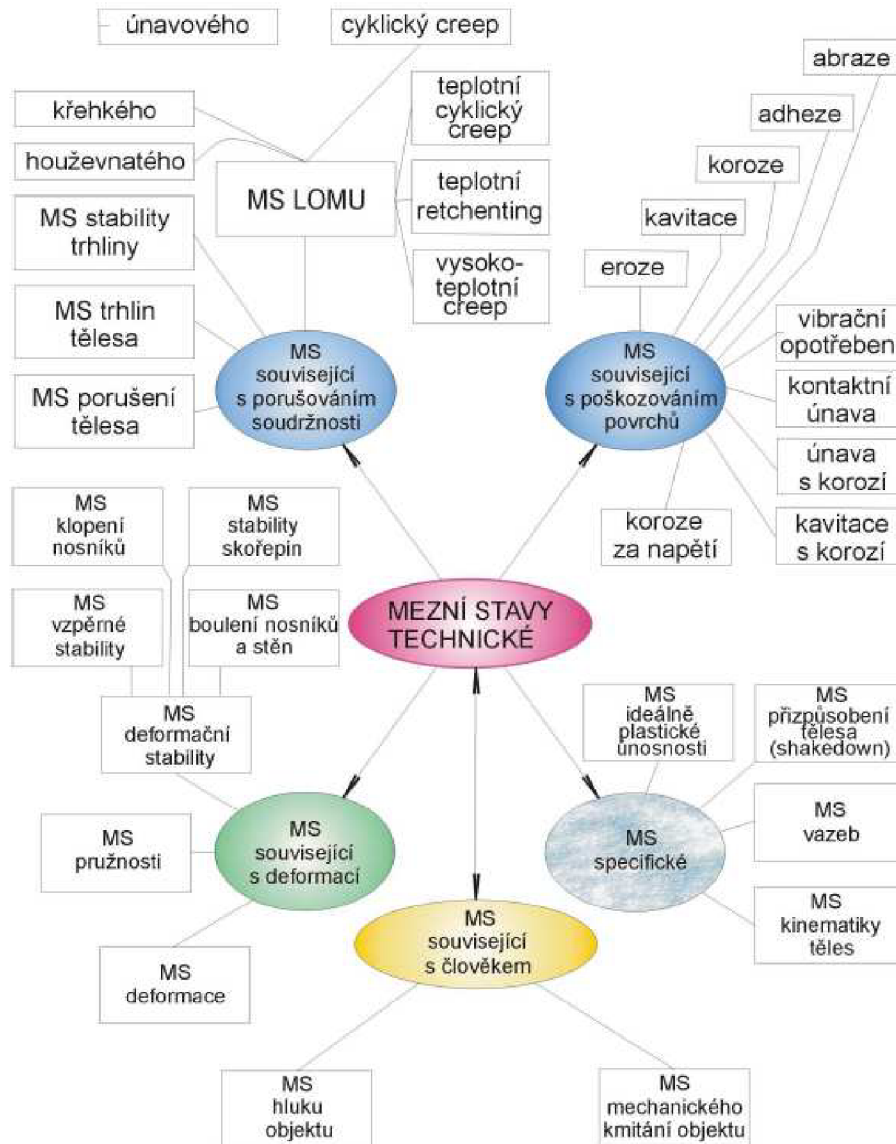 únavového
cyklický creep
abraze
křehkého
teplotní
cyklický
creep
adheze
houževnatého
koroze
MS LOMU
teplotní
retchenting
kavitace
MS stability
trhliny
vysoko-
teplotní
creep
eroze
MS trhlin
tělesa
MS
související
s porušováním
soudržnosti
MS
související
s poškozováním
povrchů
vibrační
opotřeben
MS porušení
tělesa
kontaktní
únava
únava
s korozí
MS
klopení
nosníků
MS
stability
skořepin
koroze
za napětí
kavitace
s korozí
MEZNÍ STAVY
TECHNICKÉ
MS
vzpěrné
stability
MS
boulení nosníků
a stěn
MS
deformační
stability
MS
ideálně
plastické
únosnosti
MS
přizpůsobení
tělesa
(shakedown)
MS
pružnosti
MS
související
s deformací
MS
specifické
MS
vazeb
MS
související
s člověkem
MS
kinematiky
těles
MS
deformace
MS
hluku
objektu
MS
mechanického
kmitání objektu